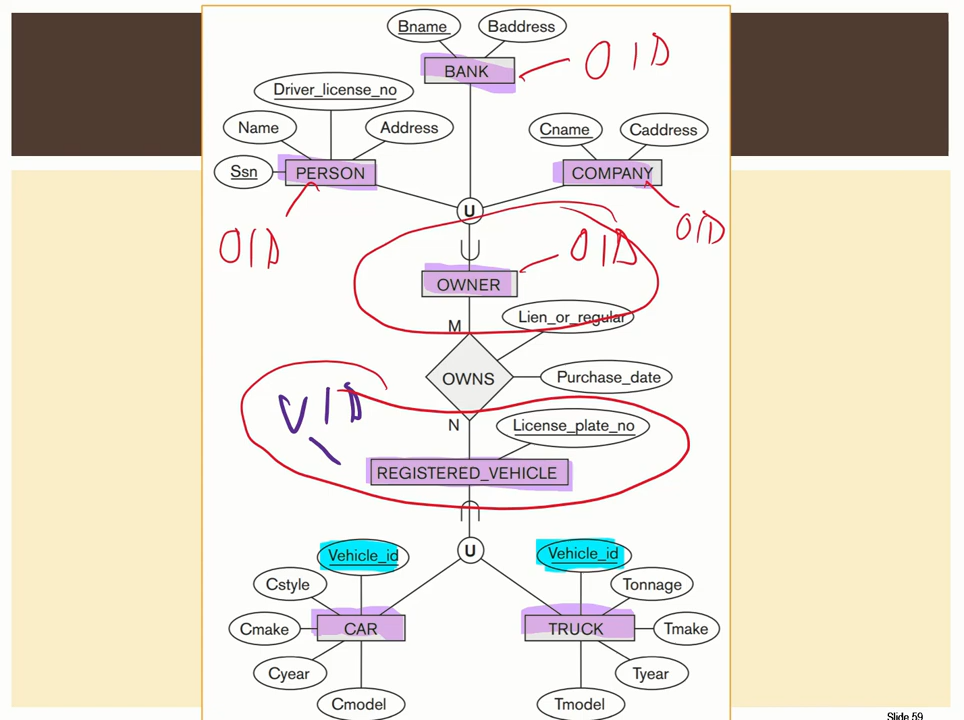 Bname Baddress
BANK
OID
Driver_license_no
Name Address
Cname Caddress
Ssn PERSON
COMPANY
U
OID
OID
OID
OWNER
M
Lien_or_regular
OWNS
Purchase_date
VID
N
License_plate_no
REGISTERED_VEHICLE
U
Vehicle_id
Vehicle_id
Cstyle
Tonnage
Cmake CAR
TRUCK Tmake
Cyear
Tyear
Cmodel
Tmodel
Slide 59